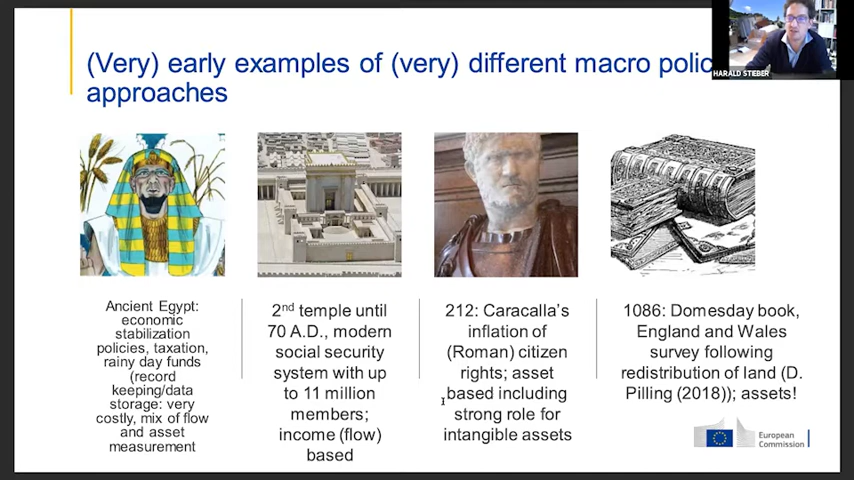 (Very) early examples of (very) different macro polic
approaches
HARALD STIEBER
Ancient Egypt:
economic
stabilization
policies, taxation,
rainy day funds
(record
keeping/data
storage: very
costly, mix of flow
and asset
measurement
2nd temple until
70 A.D., modern
social security
system with up
to 11 million
members;
income (flow)
based
212: Caracalla's
inflation of
(Roman) citizen
rights; asset
based including
strong role for
intangible assets
1086: Domesday book,
England and Wales
survey following
redistribution of land (D.
Pilling (2018)); assets!
European
Commission